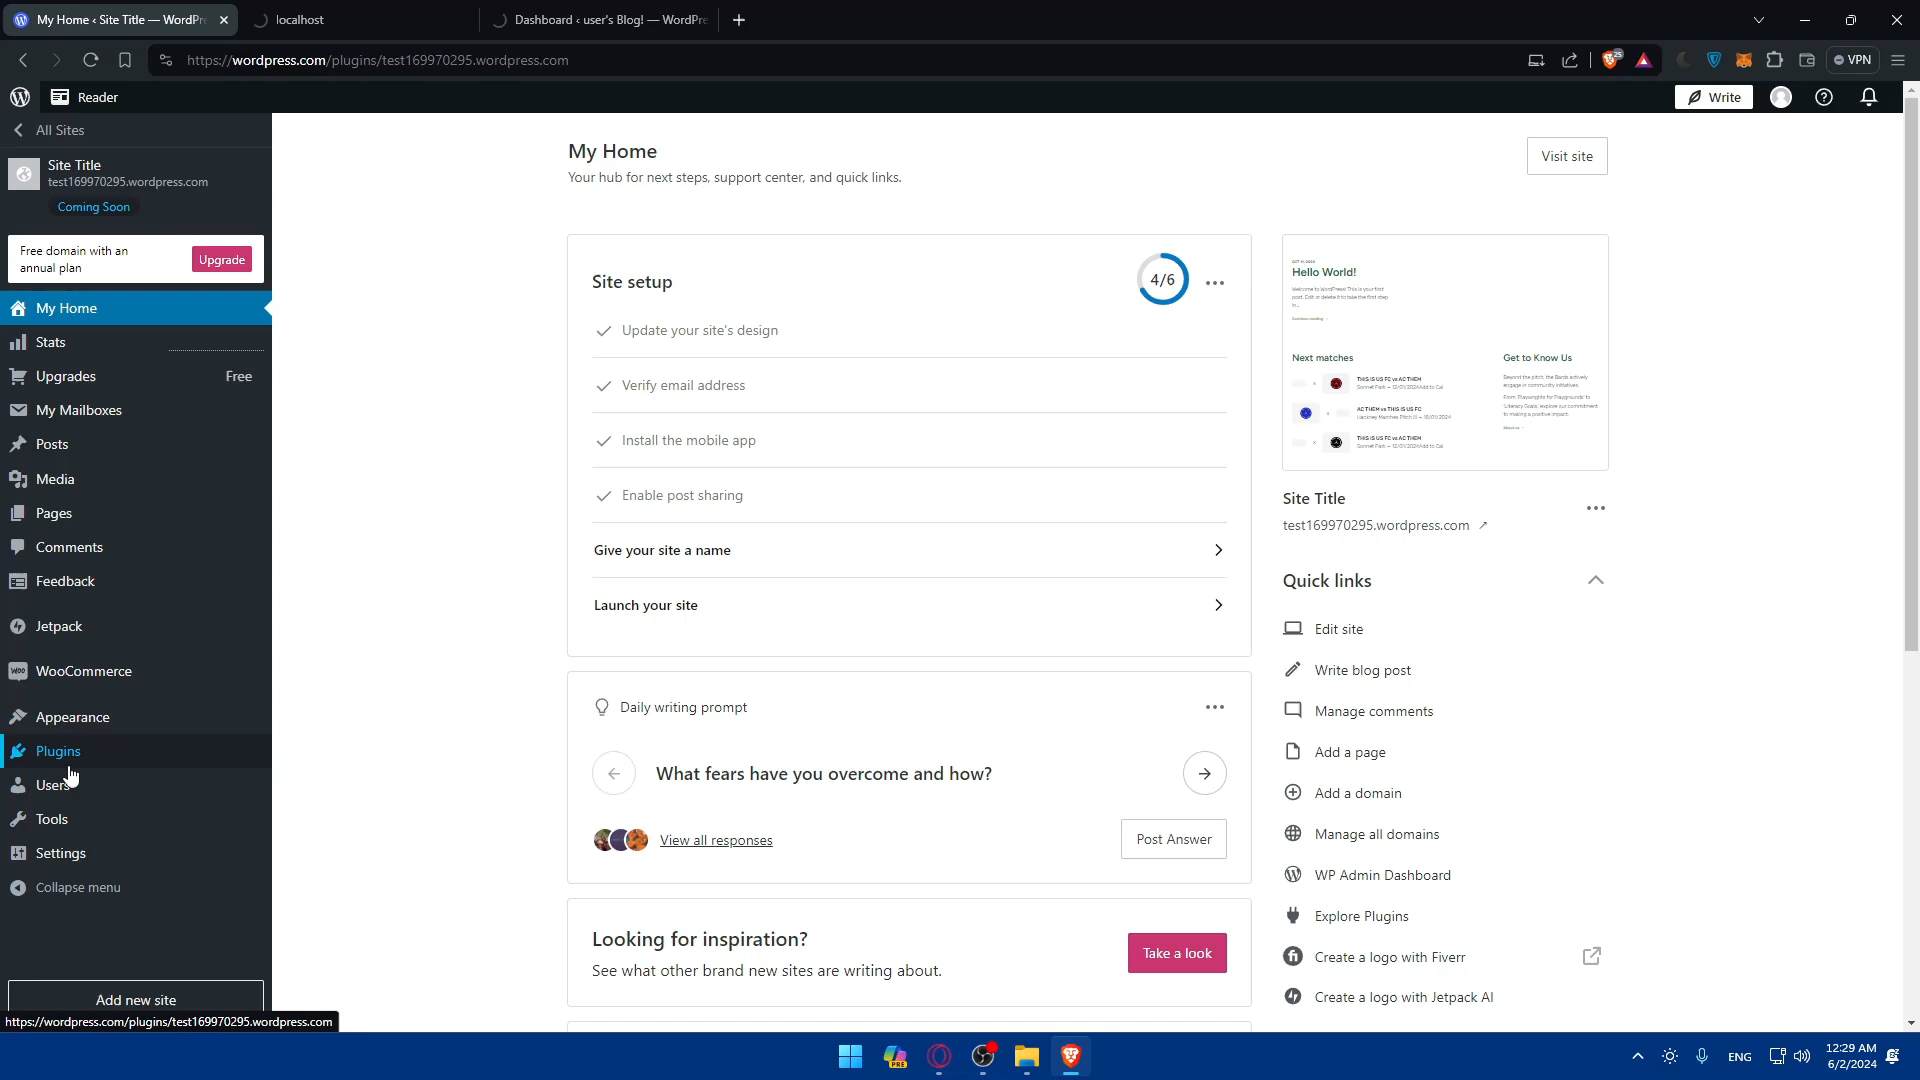 My Home ‹ Site Title — WordPr
localhost
Dashboard ‹ user's Blog! — WordPre
https://wordpress.com/plugins/test169970295.wordpress.com
25
VPN
Reader
Write
All Sites
Site Title
test169970295.wordpress.com
Coming Soon
Free domain with an
annual plan
Upgrade
My Home
Stats
Upgrades
Free
My Mailboxes
Posts
Media
Pages
Comments
Feedback
Jetpack
WooCommerce
Appearance
Plugins
Users
Tools
Settings
Collapse menu
Add new site
https://wordpress.com/plugins/test169970295.wordpress.com
My Home
Your hub for next steps, support center, and quick links.
Visit site
Site setup
4/6
Update your site's design
Verify email address
Install the mobile app
Enable post sharing
Give your site a name
Launch your site
Daily writing prompt
What fears have you overcome and how?
View all responses
Post Answer
Looking for inspiration?
See what other brand new sites are writing about.
Take a look
Hello World!
Welcome to WordPress! This is your first
post. Edit or delete it to take the first step
in...
Next matches
THIS IS US FC vs AC THEM
Sonnet Park – 12/01/2024Add to Cal
AC THEM vs THIS IS US FC
Hackney Marshes Pitch III – 16/01/2024
THIS IS US FC vs AC THEM
Sonnet Park – 12/01/2024Add to Cal
Get to Know Us
Beyond the pitch, the Bards actively
engage in community initiatives.
From 'Playwrights for Playgrounds' to
'Literacy Goals,' explore our commitment
to making a positive impact.
Site Title
test169970295.wordpress.com ↗
Quick links
Edit site
Write blog post
Manage comments
Add a page
Add a domain
Manage all domains
WP Admin Dashboard
Explore Plugins
Create a logo with Fiverr
Create a logo with Jetpack AI
PRE
ENG
12:29 AM
6/2/2024